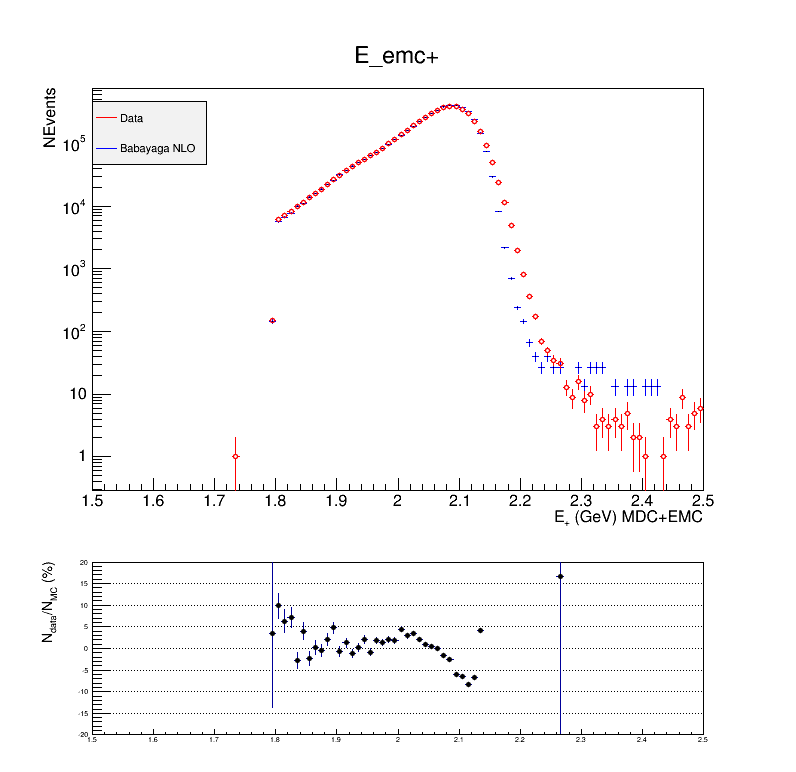 E_emc+
NEvents
Data
Babayaga NLO
10^5
10^4
10^3
10^2
10
1
1.5 1.6 1.7 1.8 1.9 2 2.1 2.2 2.3 2.4 2.5
E_+ (GeV) MDC+EMC
N_data/N_MC (%)
20
15
10
5
0
-5
-10
-15
-20
1.5 1.6 1.7 1.8 1.9 2 2.1 2.2 2.3 2.4 2.5